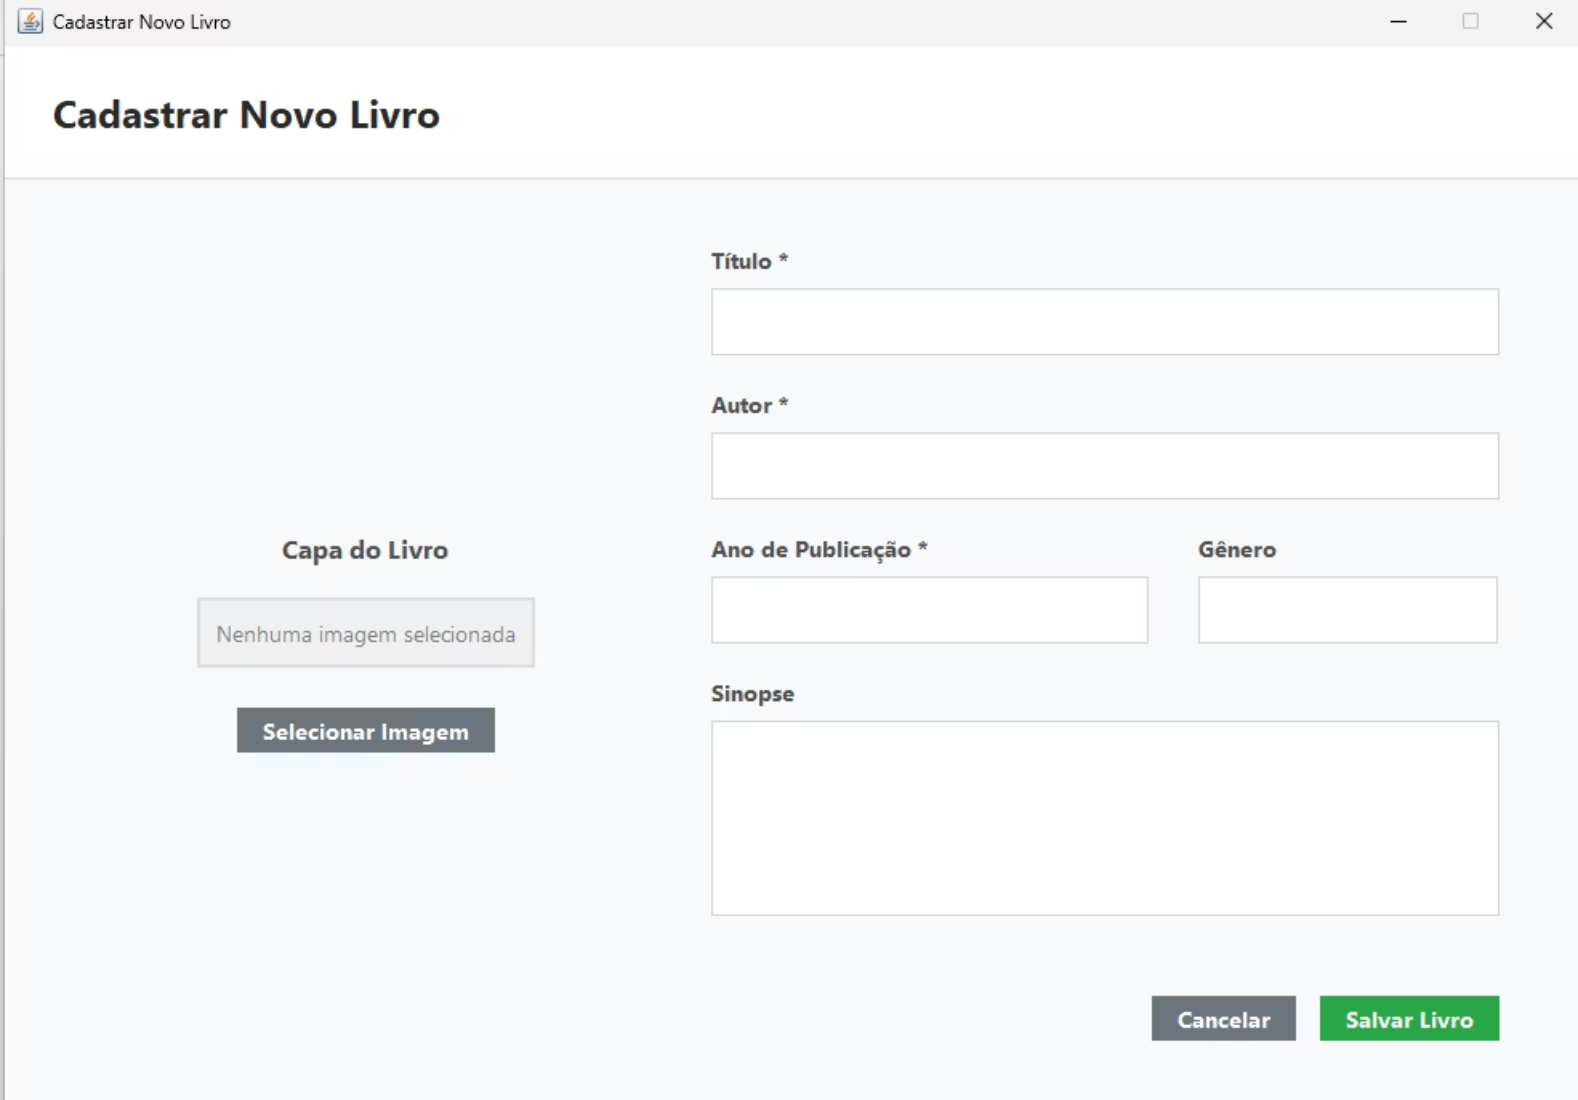 Cadastrar Novo Livro
Cadastrar Novo Livro
Título *
Autor *
Capa do Livro
Nenhuma imagem selecionada
Selecionar Imagem
Ano de Publicação *
Gênero
Sinopse
Cancelar
Salvar Livro